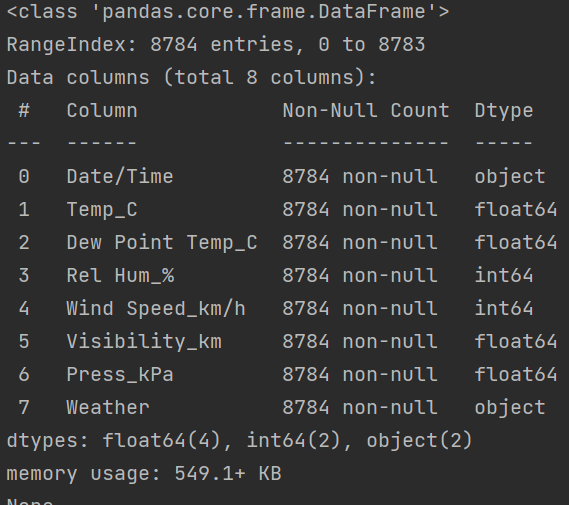 <class 'pandas.core.frame.DataFrame'>
RangeIndex: 8784 entries, 0 to 8783
Data columns (total 8 columns):
 #   Column            Non-Null Count  Dtype
---  ------            --------------  -----
 0   Date/Time         8784 non-null   object
 1   Temp_C            8784 non-null   float64
 2   Dew Point Temp_C  8784 non-null   float64
 3   Rel Hum_%         8784 non-null   int64
 4   Wind Speed_km/h   8784 non-null   int64
 5   Visibility_km     8784 non-null   float64
 6   Press_kPa         8784 non-null   float64
 7   Weather           8784 non-null   object
dtypes: float64(4), int64(2), object(2)
memory usage: 549.1+ KB
None